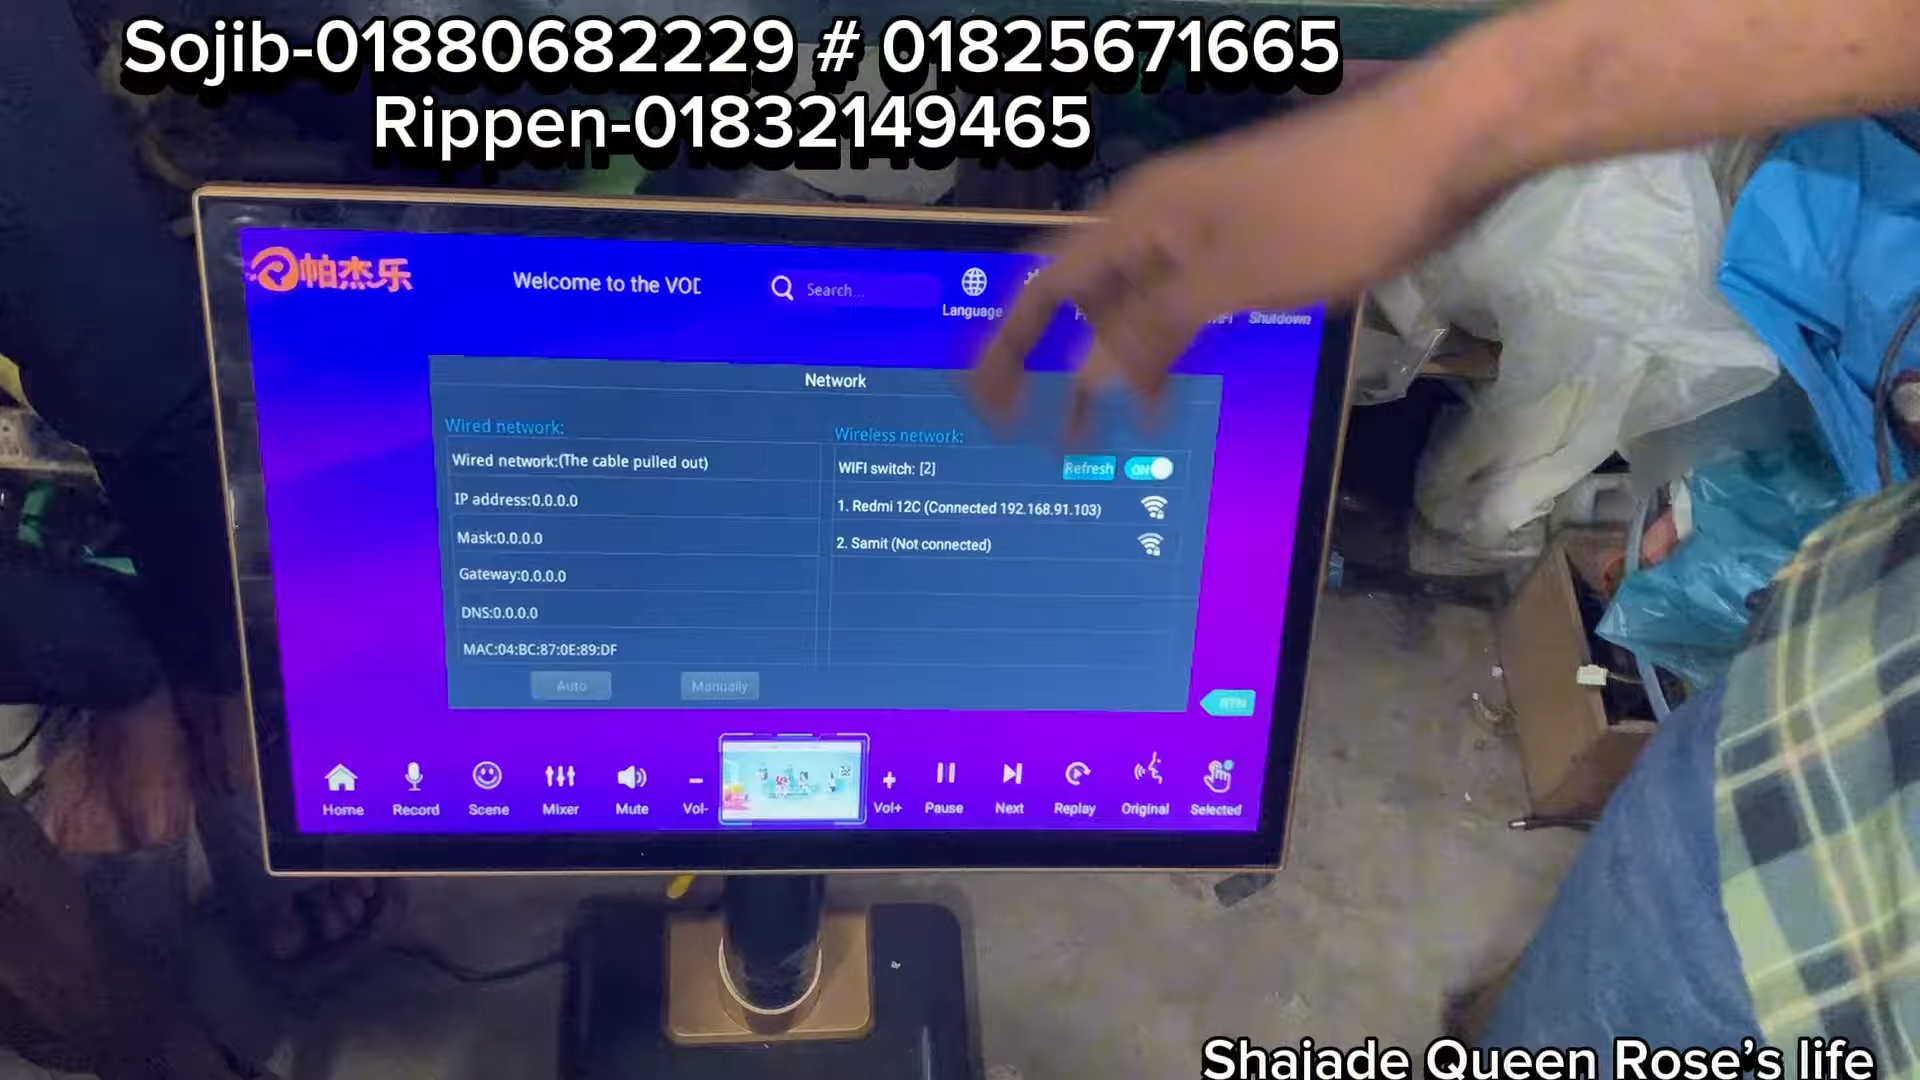 Sojib-01880682229 # 01825671665
Rippen-01832149465
帕杰乐
Welcome to the VOD
Search...
Language
Shutdown
Network
Wired network:
Wired network:(The cable pulled out)
IP address:0.0.0.0
Mask:0.0.0.0
Gateway:0.0.0.0
DNS:0.0.0.0
MAC:04:BC:87:0E:89:DF
Auto
Manually
Wireless network:
WIFI switch: [2]
Refresh
ON
1. Redmi 12C (Connected 192.168.91.103)
2. Samit (Not connected)
RTN
Home
Record
Scene
Mixer
Mute
Vol-
Vol+
Pause
Next
Replay
Original
Selected
Shajade Queen Rose’s life